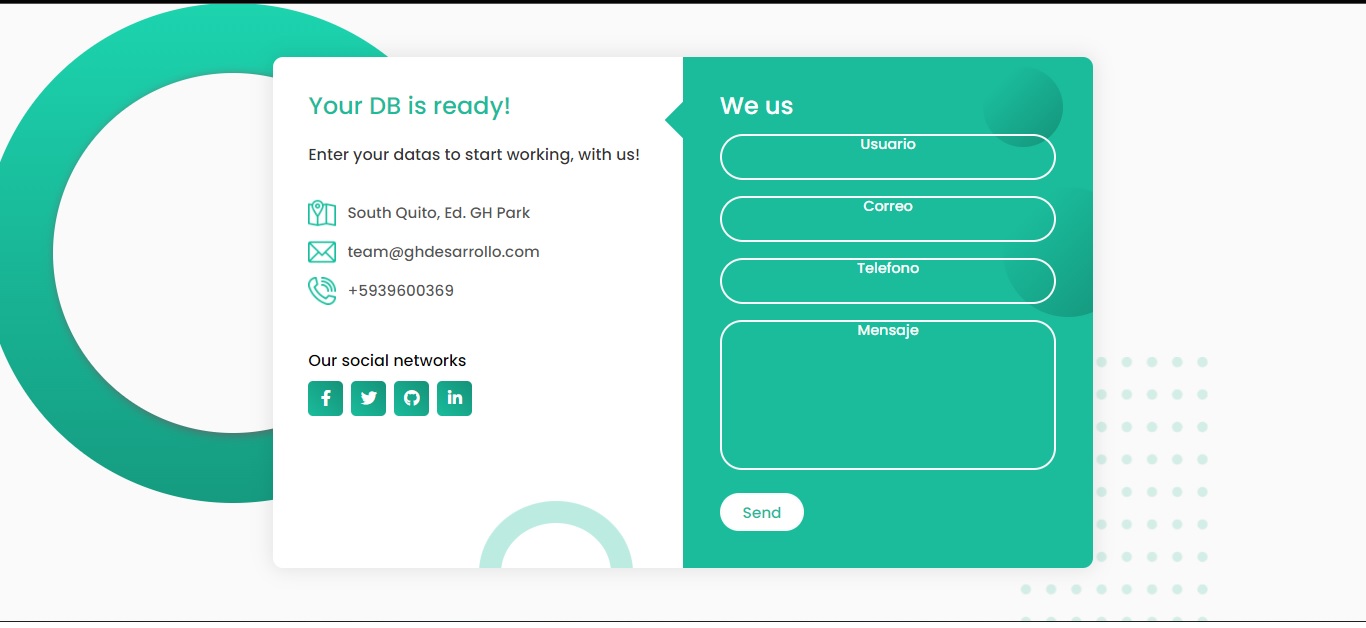 Your DB is ready!
Enter your datas to start working, with us!
South Quito, Ed. GH Park
team@ghdesarrollo.com
+5939600369
Our social networks
We us
Usuario
Correo
Telefono
Mensaje
Send